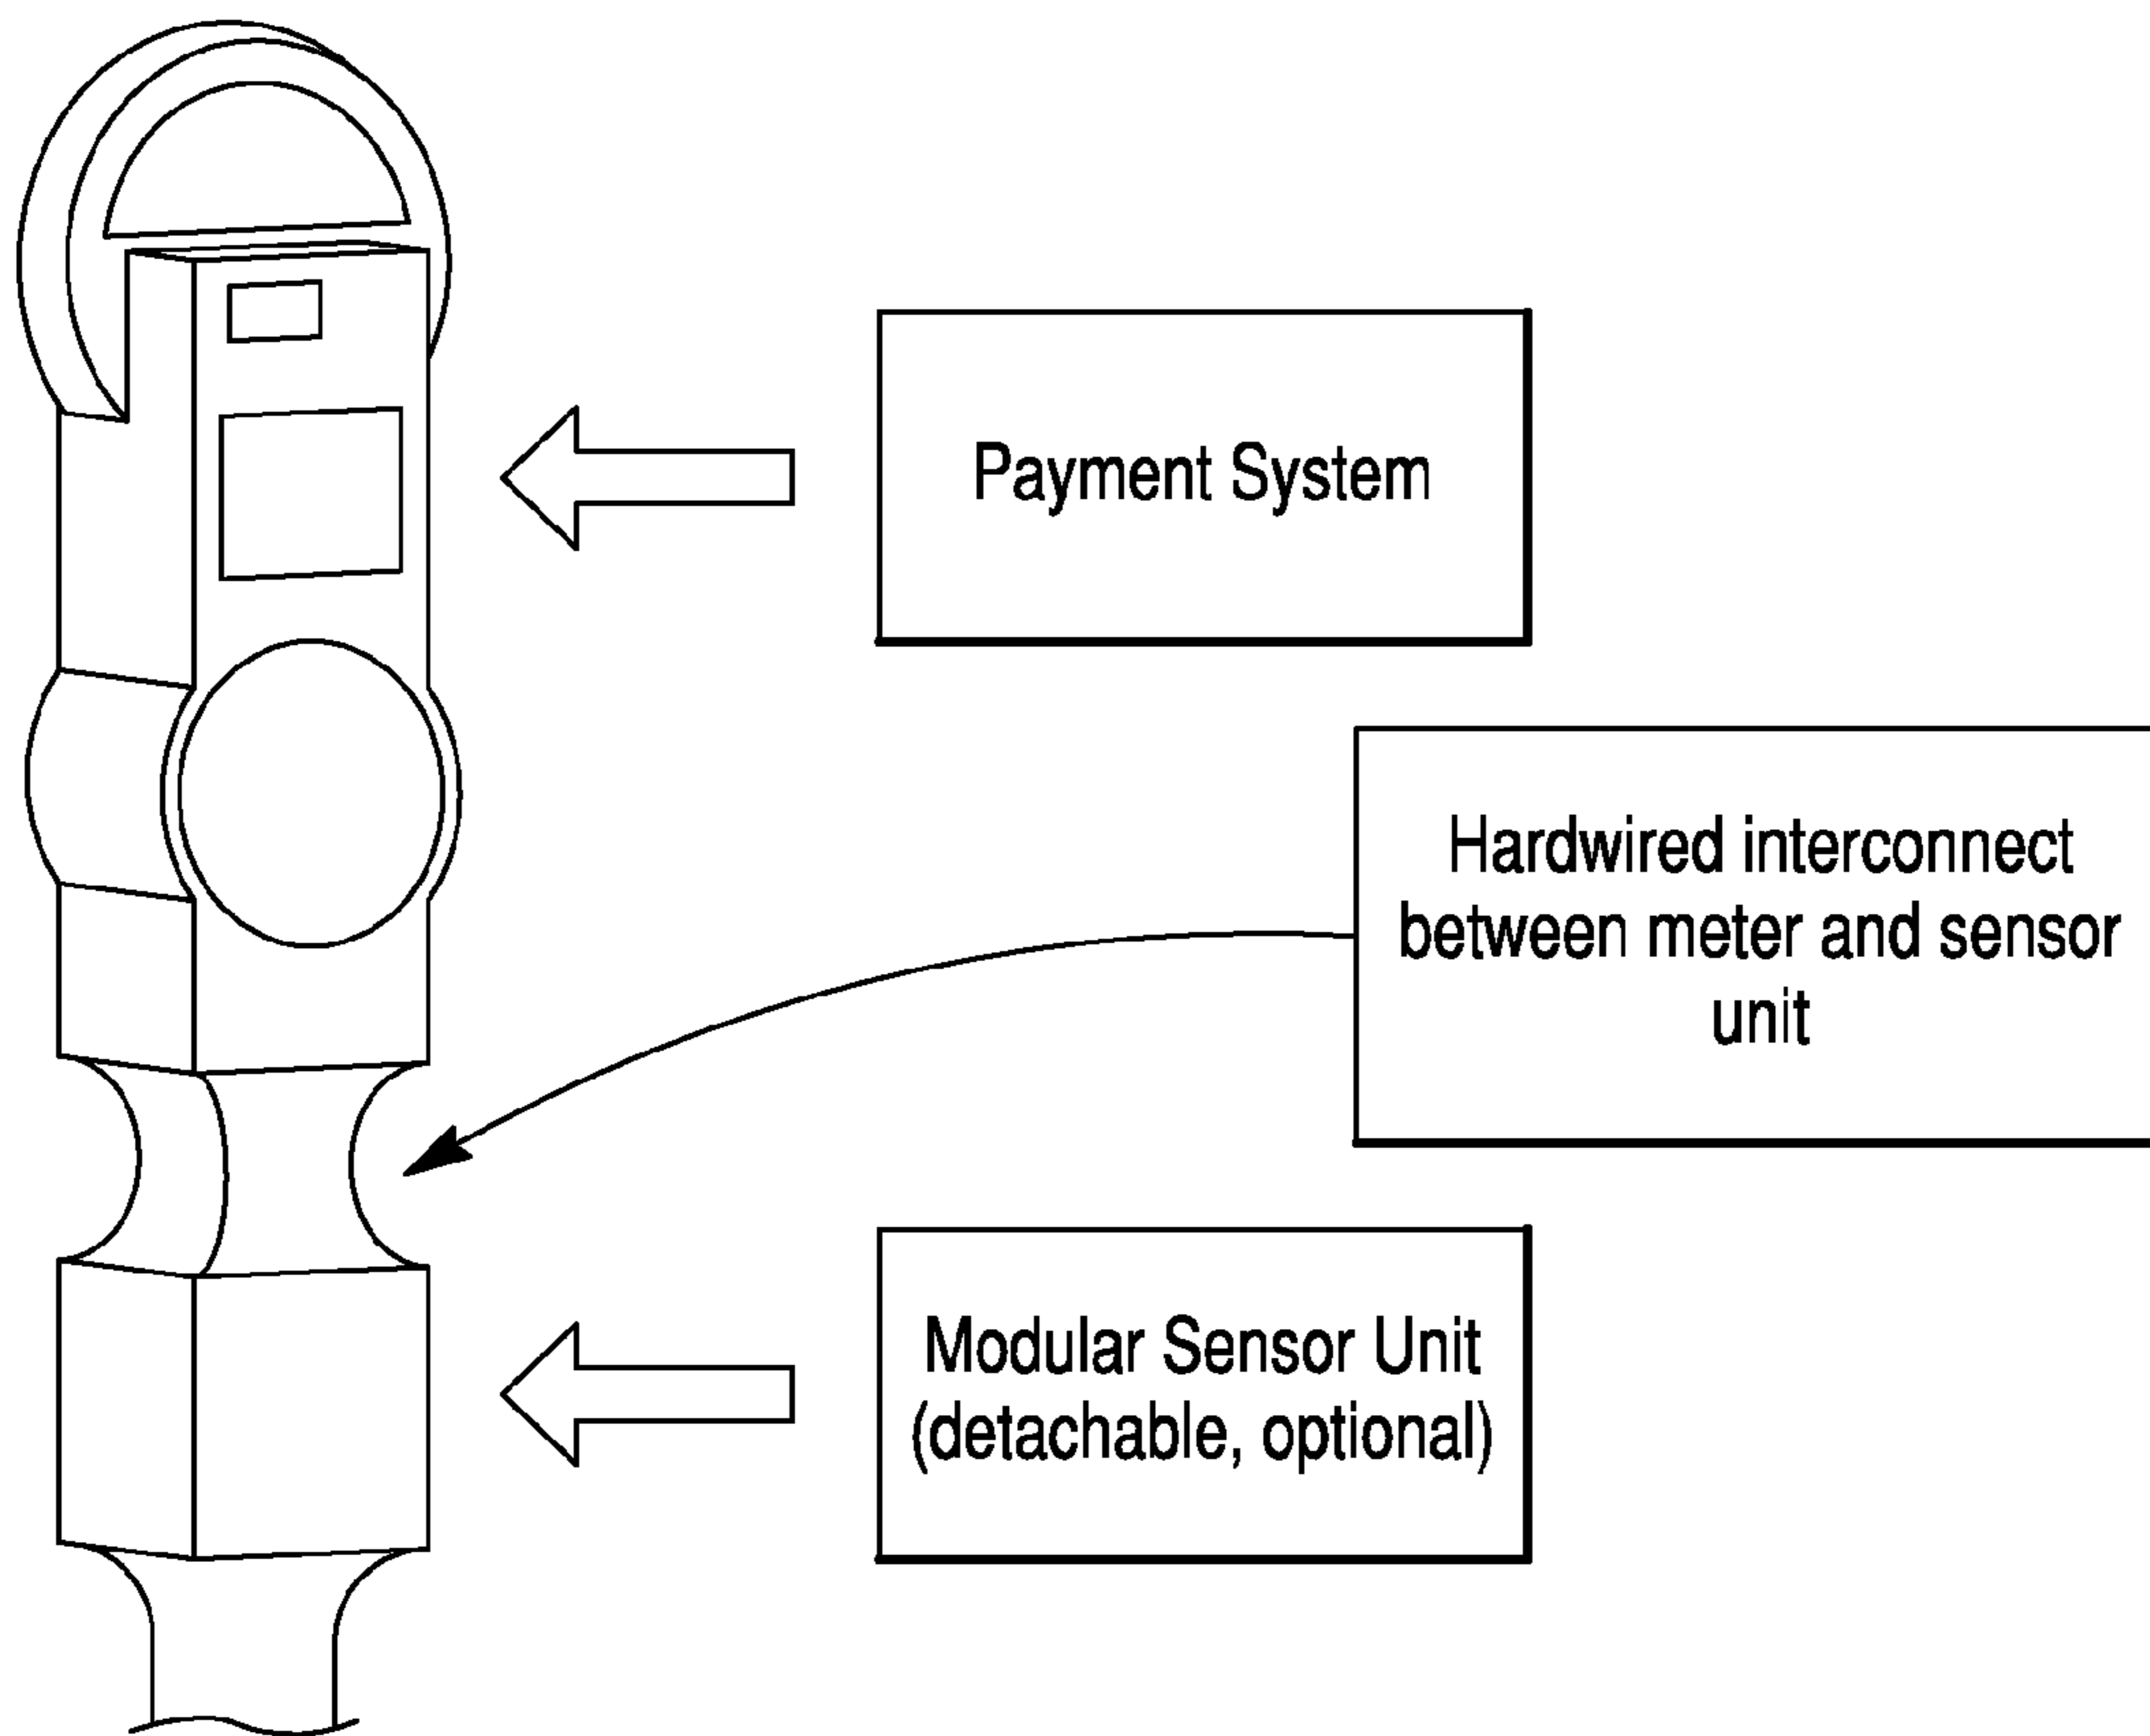 Payment System
Hardwired interconnect
between meter and sensor
unit
Modular Sensor Unit
(detachable, optional)